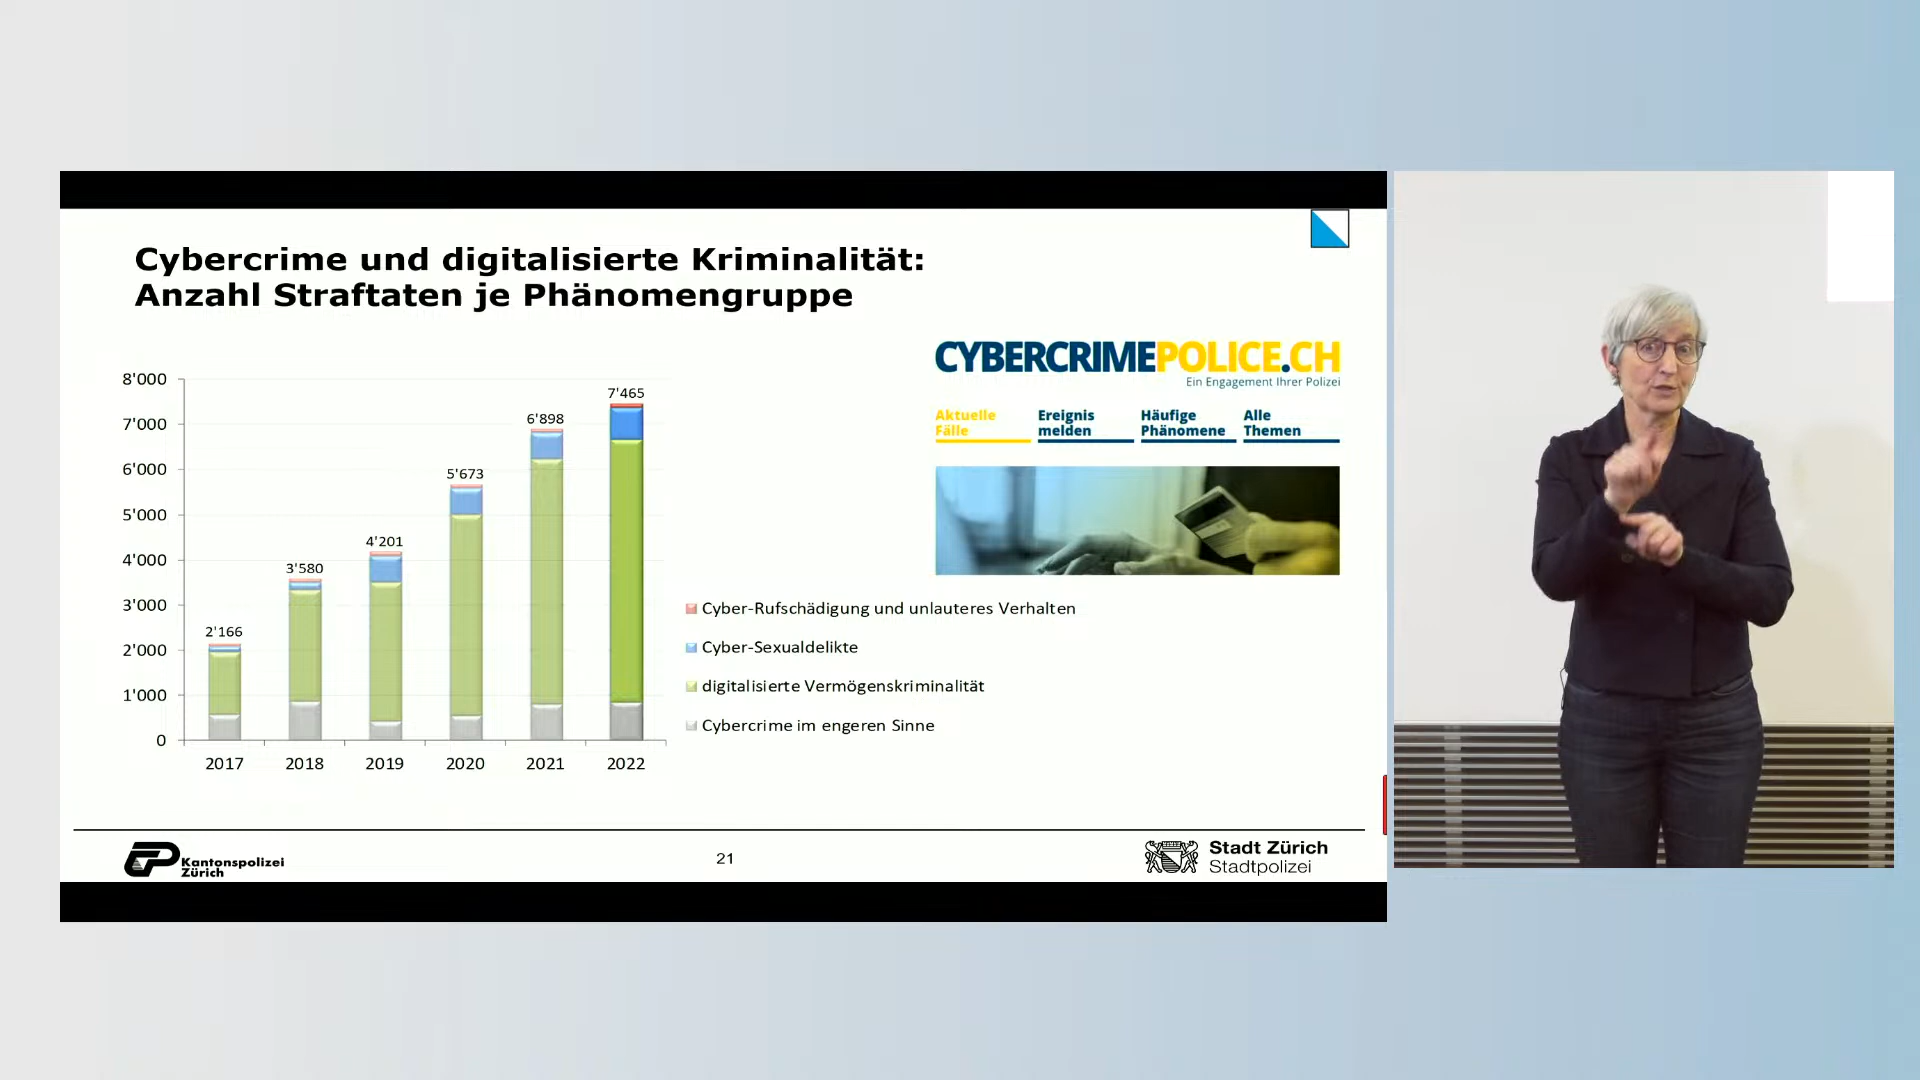 Cybercrime und digitalisierte Kriminalität:
Anzahl Straftaten je Phänomengruppe
CYBERCRIMEPOLICE.CH
Ein Engagement Ihrer Polizei
Aktuelle Fälle
Ereignis melden
Häufige Phänomene
Alle Themen
8'000
7'000
6'000
5'000
4'000
3'000
2'000
1'000
0
2'166
3'580
4'201
5'673
6'898
7'465
2017
2018
2019
2020
2021
2022
Cyber-Rufschädigung und unlauteres Verhalten
Cyber-Sexualdelikte
digitalisierte Vermögenskriminalität
Cybercrime im engeren Sinne
Kantonspolizei
Zürich
21
Stadt Zürich
Stadtpolizei